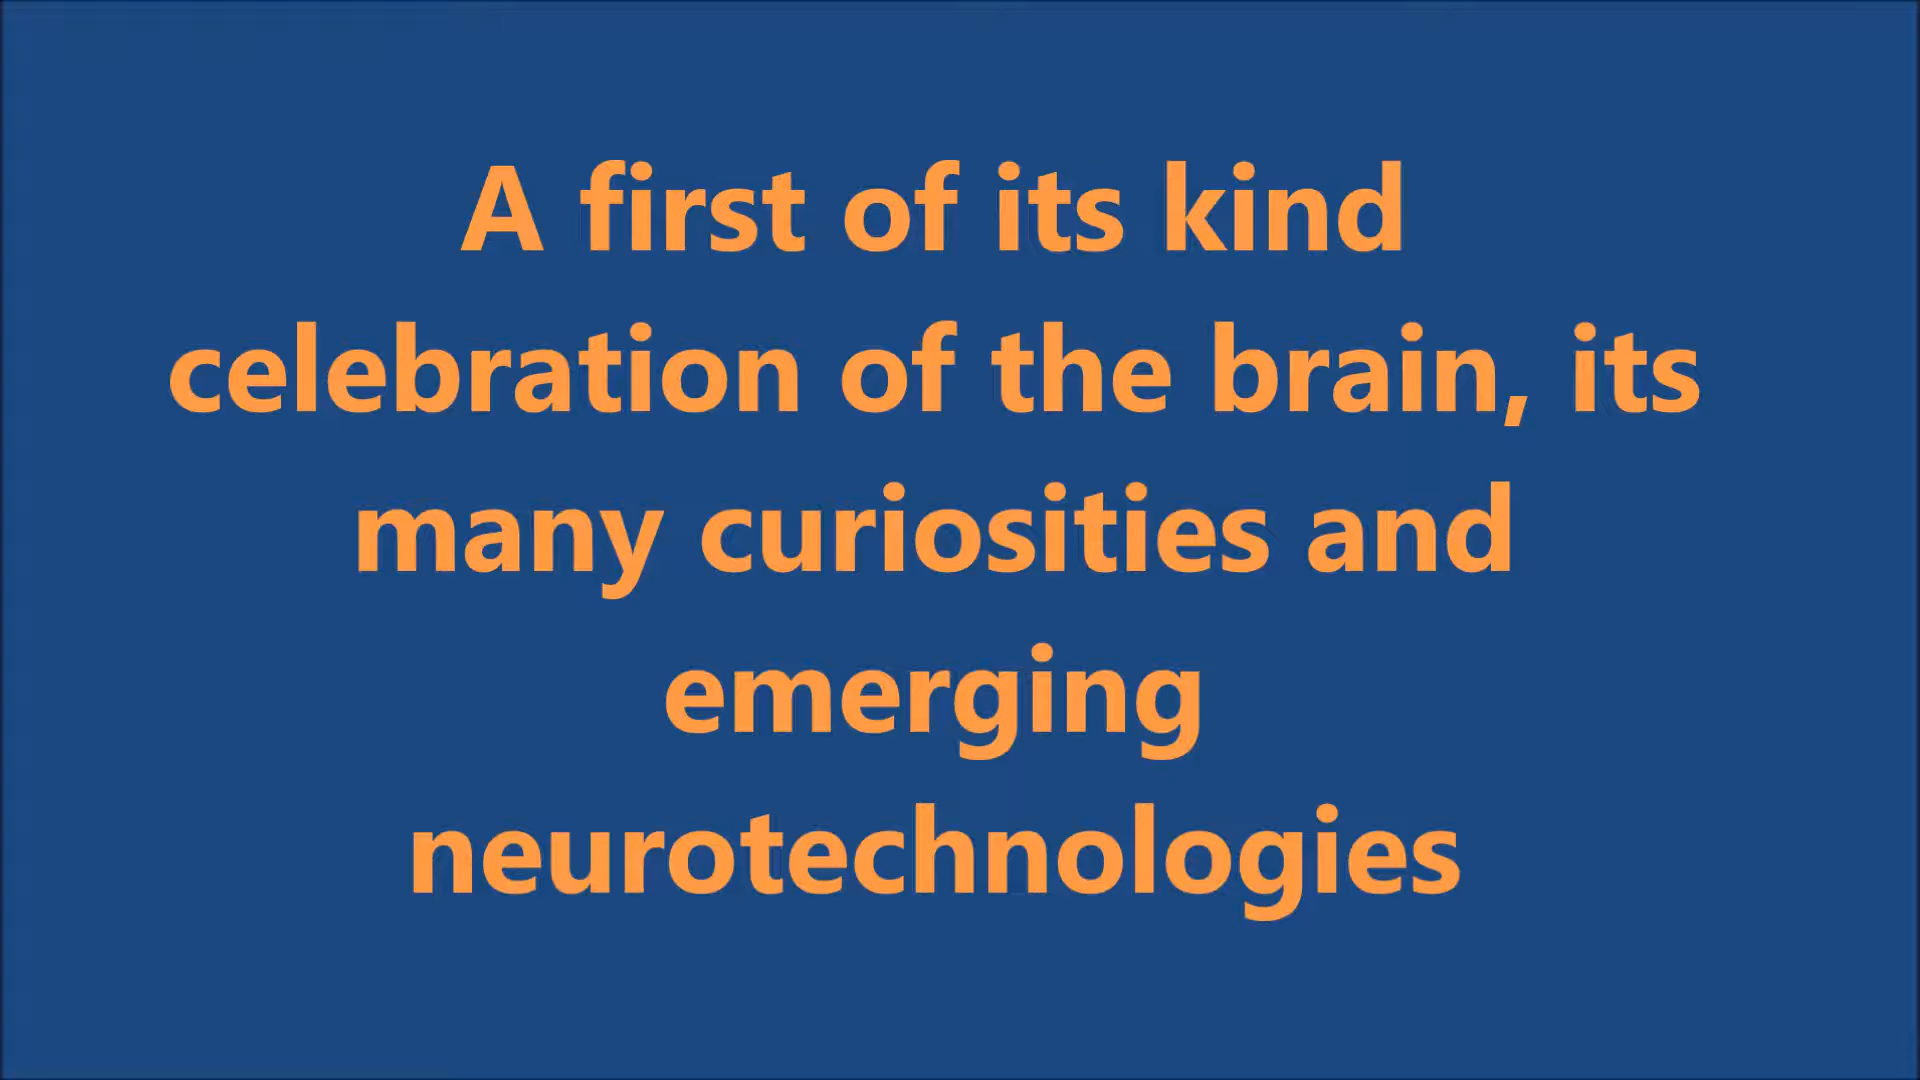 A first of its kind
celebration of the brain, its
many curiosities and
emerging
neurotechnologies